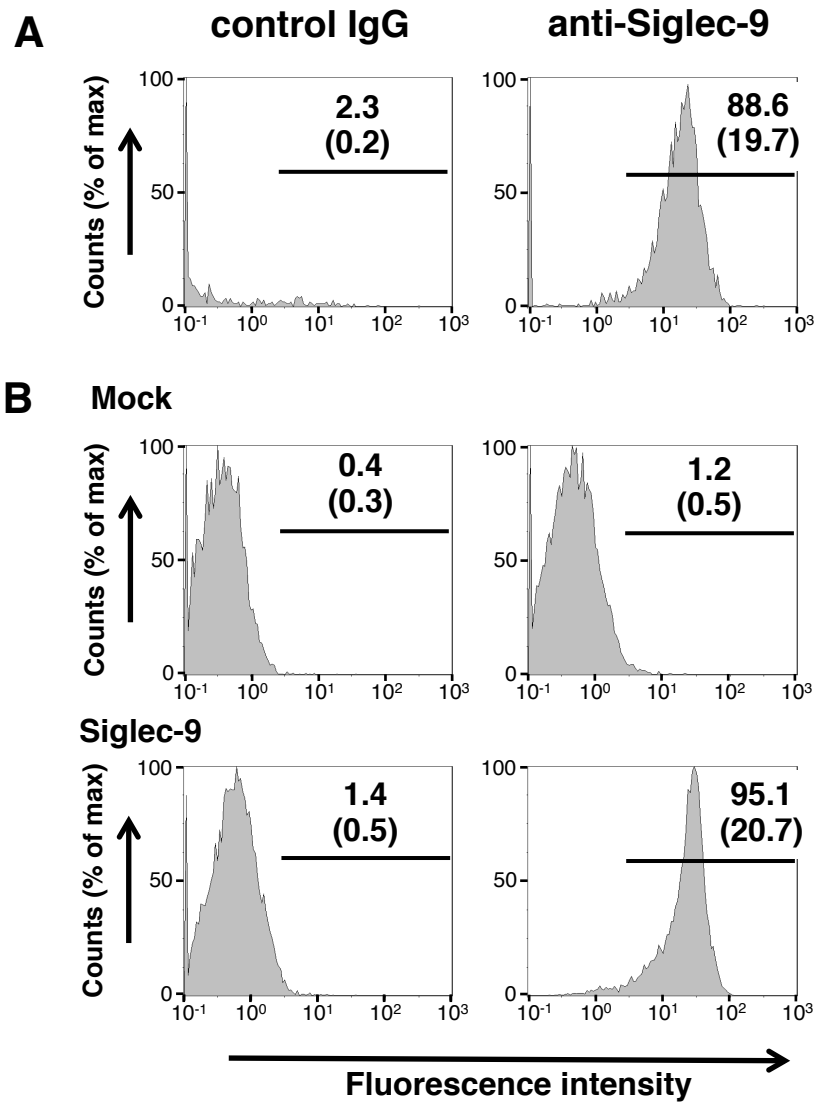 A
control IgG
anti-Siglec-9
Counts (% of max)
100
50
0
2.3
(0.2)
10-1 100 101 102 103
100
50
0
88.6
(19.7)
10-1 100 101 102 103
B
Mock
Counts (% of max)
100
50
0
0.4
(0.3)
10-1 100 101 102 103
100
50
0
1.2
(0.5)
10-1 100 101 102 103
Siglec-9
Counts (% of max)
100
50
0
1.4
(0.5)
10-1 100 101 102 103
100
50
0
95.1
(20.7)
10-1 100 101 102 103
Fluorescence intensity